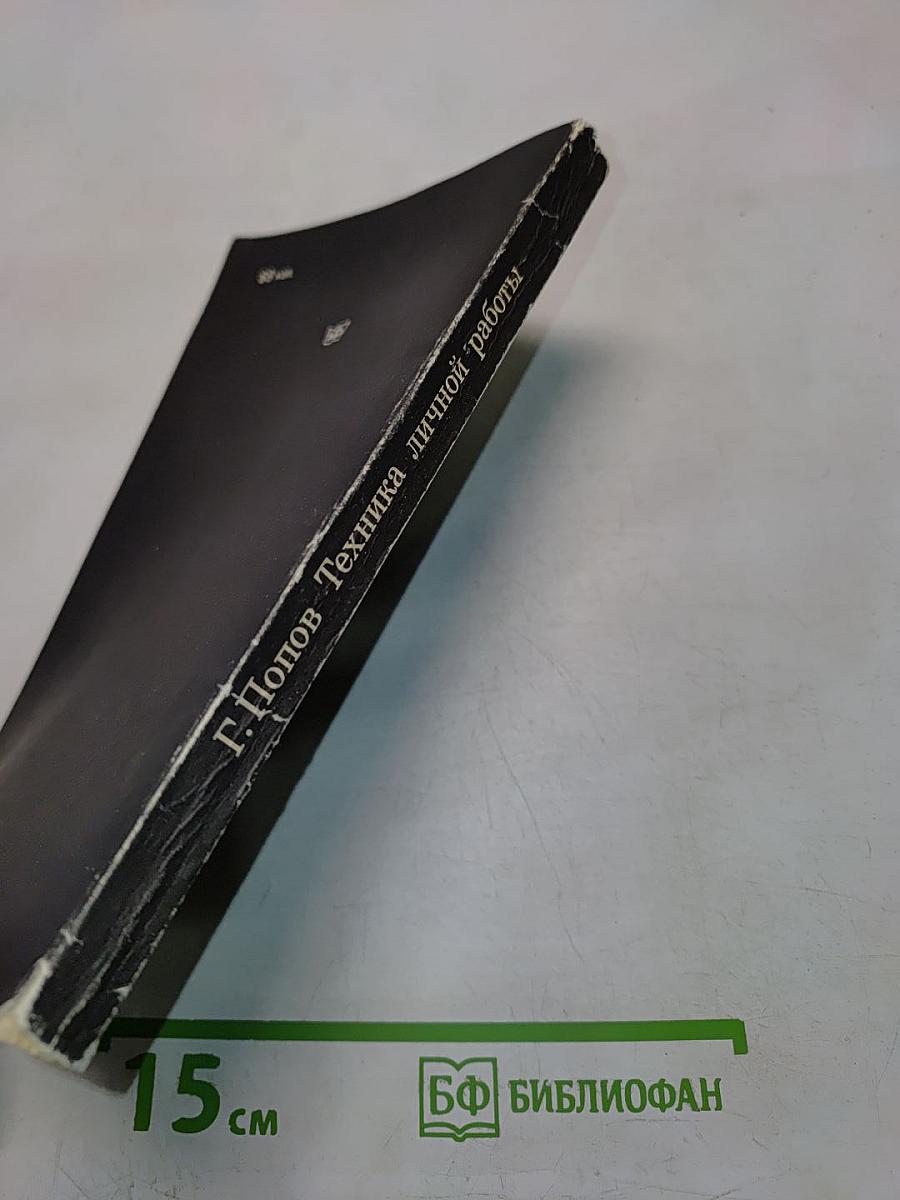 Г. Попов Техника личной работы
15 см
БФ БИБЛИОФАН